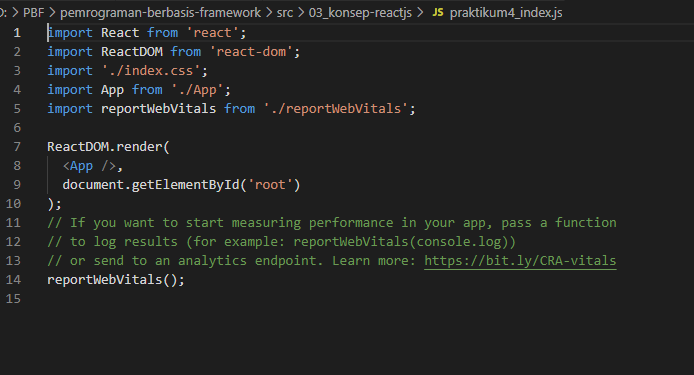 D: > PBF > pemrograman-berbasis-framework > src > 03_konsep-reactjs > JS praktikum4_index.js
1 import React from 'react';
2 import ReactDOM from 'react-dom';
3 import './index.css';
4 import App from './App';
5 import reportWebVitals from './reportWebVitals';
6
7 ReactDOM.render(
8   <App />,
9   document.getElementById('root')
10 );
11 // If you want to start measuring performance in your app, pass a function
12 // to log results (for example: reportWebVitals(console.log))
13 // or send to an analytics endpoint. Learn more: https://bit.ly/CRA-vitals
14 reportWebVitals();
15